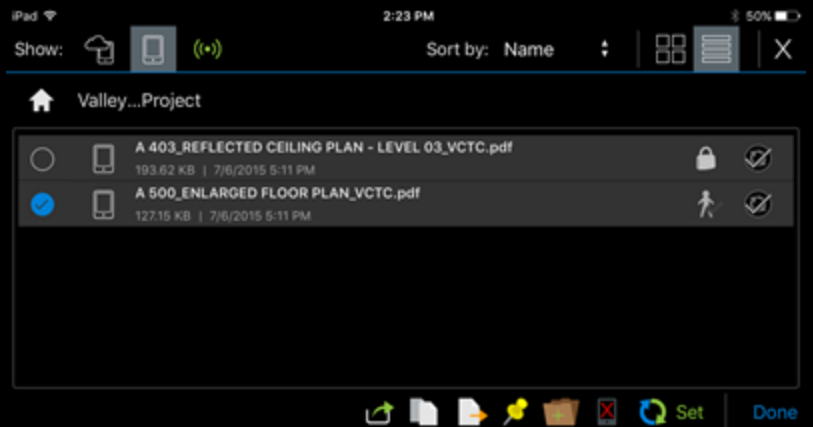 iPad 2:23 PM 50%
Show: Sort by: Name X
Valley...Project
A 403_REFLECTED CEILING PLAN - LEVEL 03_VCTC.pdf
193.62 KB | 7/6/2015 5:11 PM
A 500_ENLARGED FLOOR PLAN_VCTC.pdf
127.15 KB | 7/6/2015 5:11 PM
Set Done